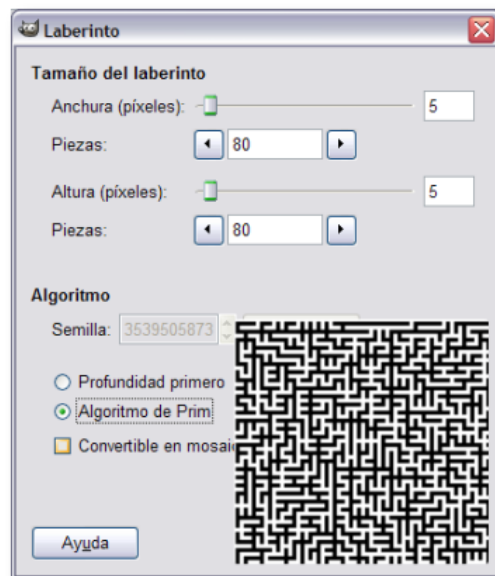 Laberinto
Tamaño del laberinto
Anchura (píxeles): 5
Piezas: 80
Altura (píxeles): 5
Piezas: 80
Algoritmo
Semilla: 3539505873
Profundidad primero
Algoritmo de Prim
Convertible en mosaic
Ayuda